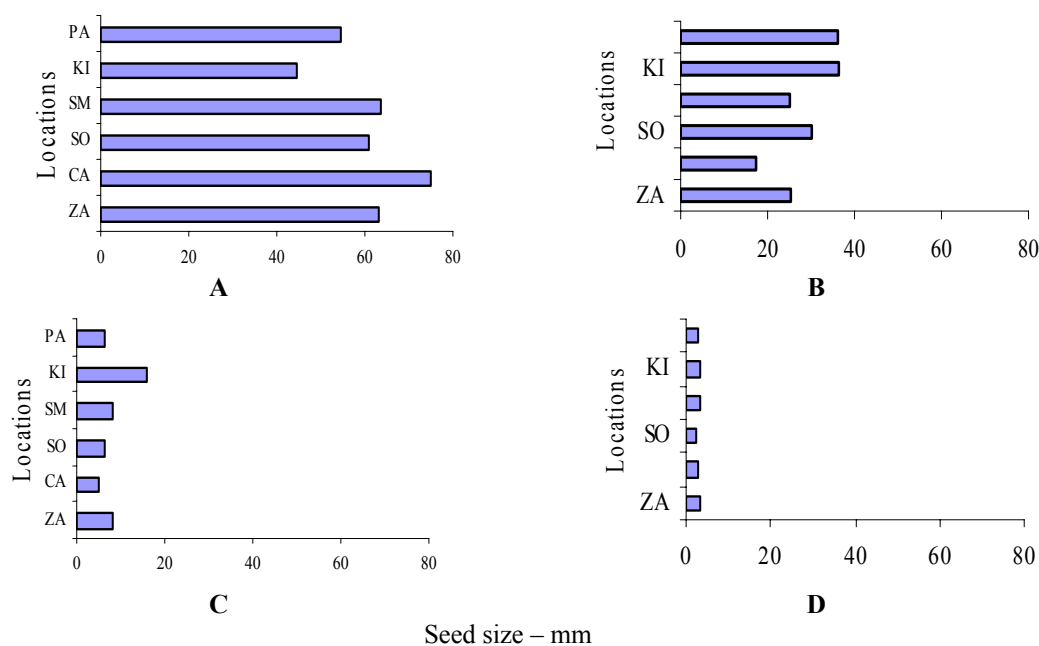 Locations
PA
KI
SM
SO
CA
ZA
0 20 40 60 80
A
Locations
KI
SO
ZA
0 20 40 60 80
B
Locations
PA
KI
SM
SO
CA
ZA
0 20 40 60 80
C
Locations
KI
SO
ZA
0 20 40 60 80
D
Seed size – mm